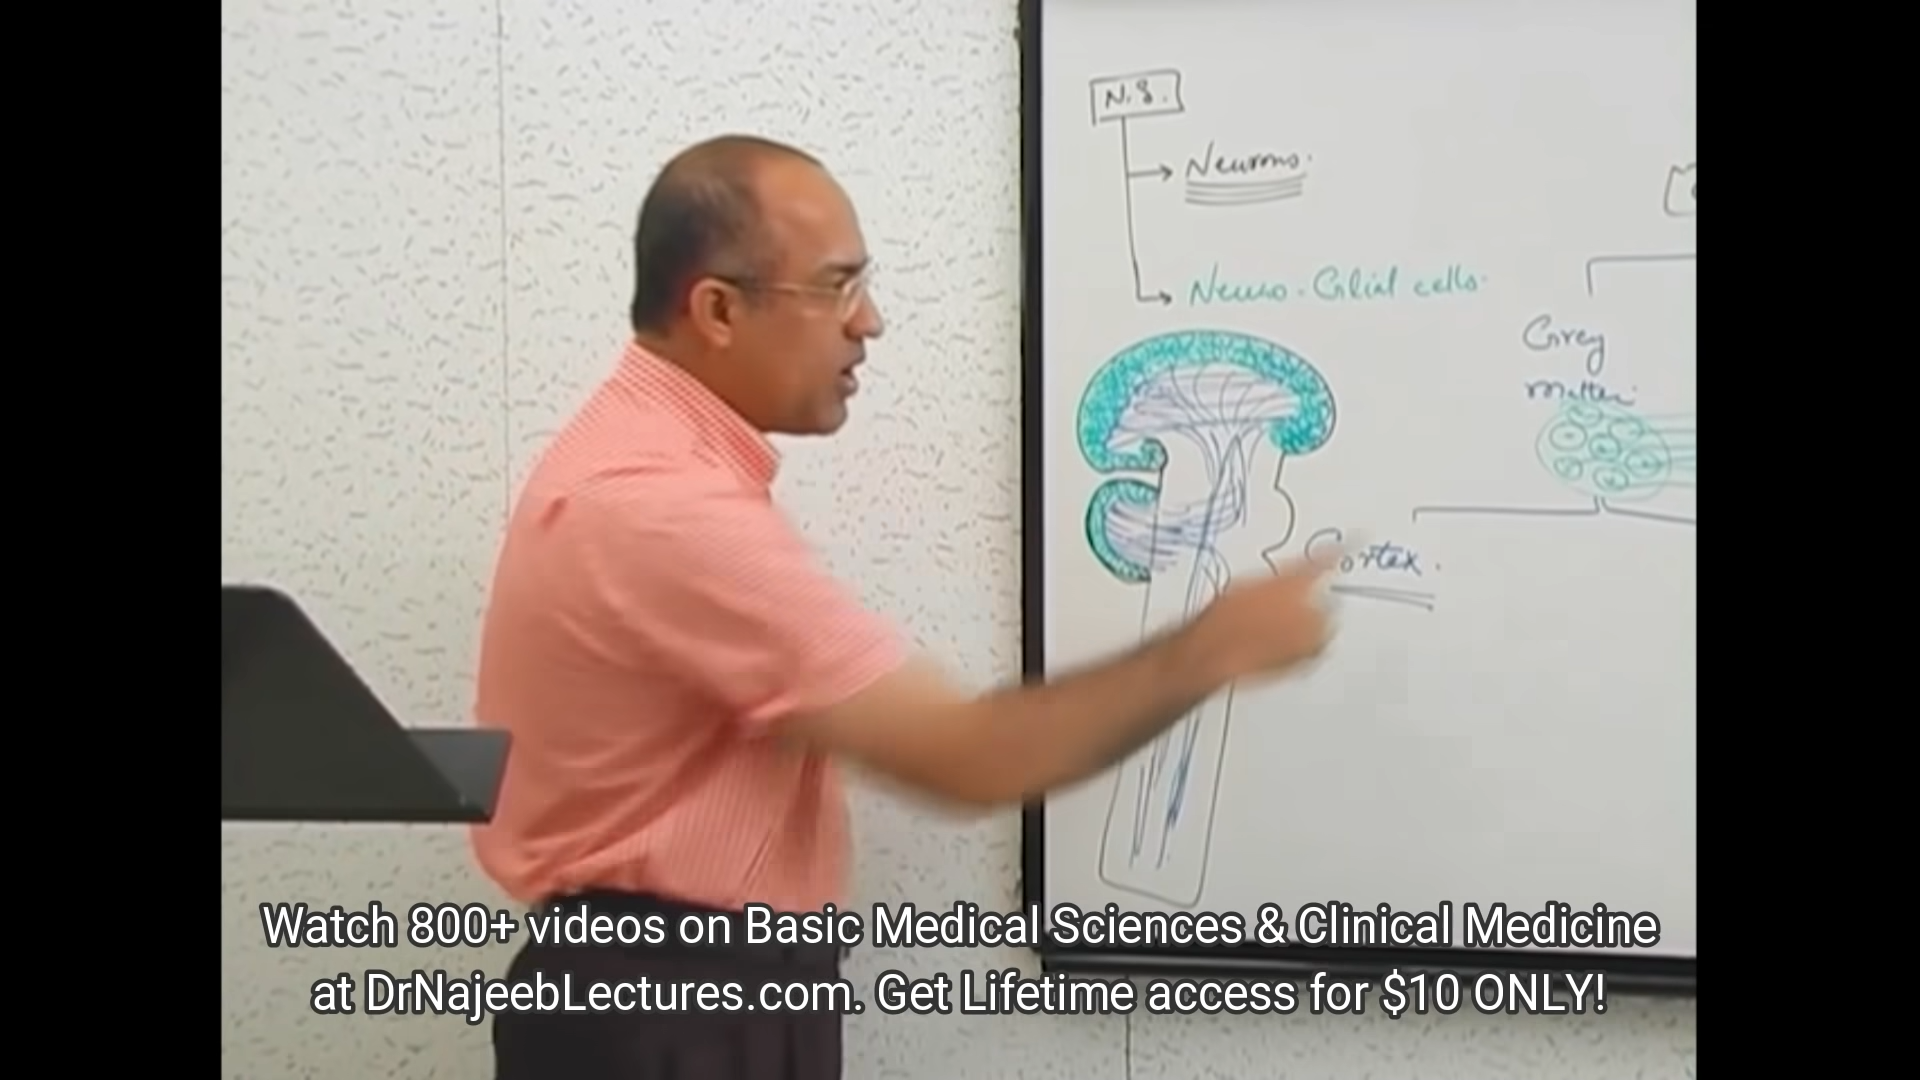 N.S.
Neurons.
Neuro-Glial cells.
Grey
matter
Cortex.
Watch 800+ videos on Basic Medical Sciences & Clinical Medicine
at DrNajeebLectures.com. Get Lifetime access for $10 ONLY!